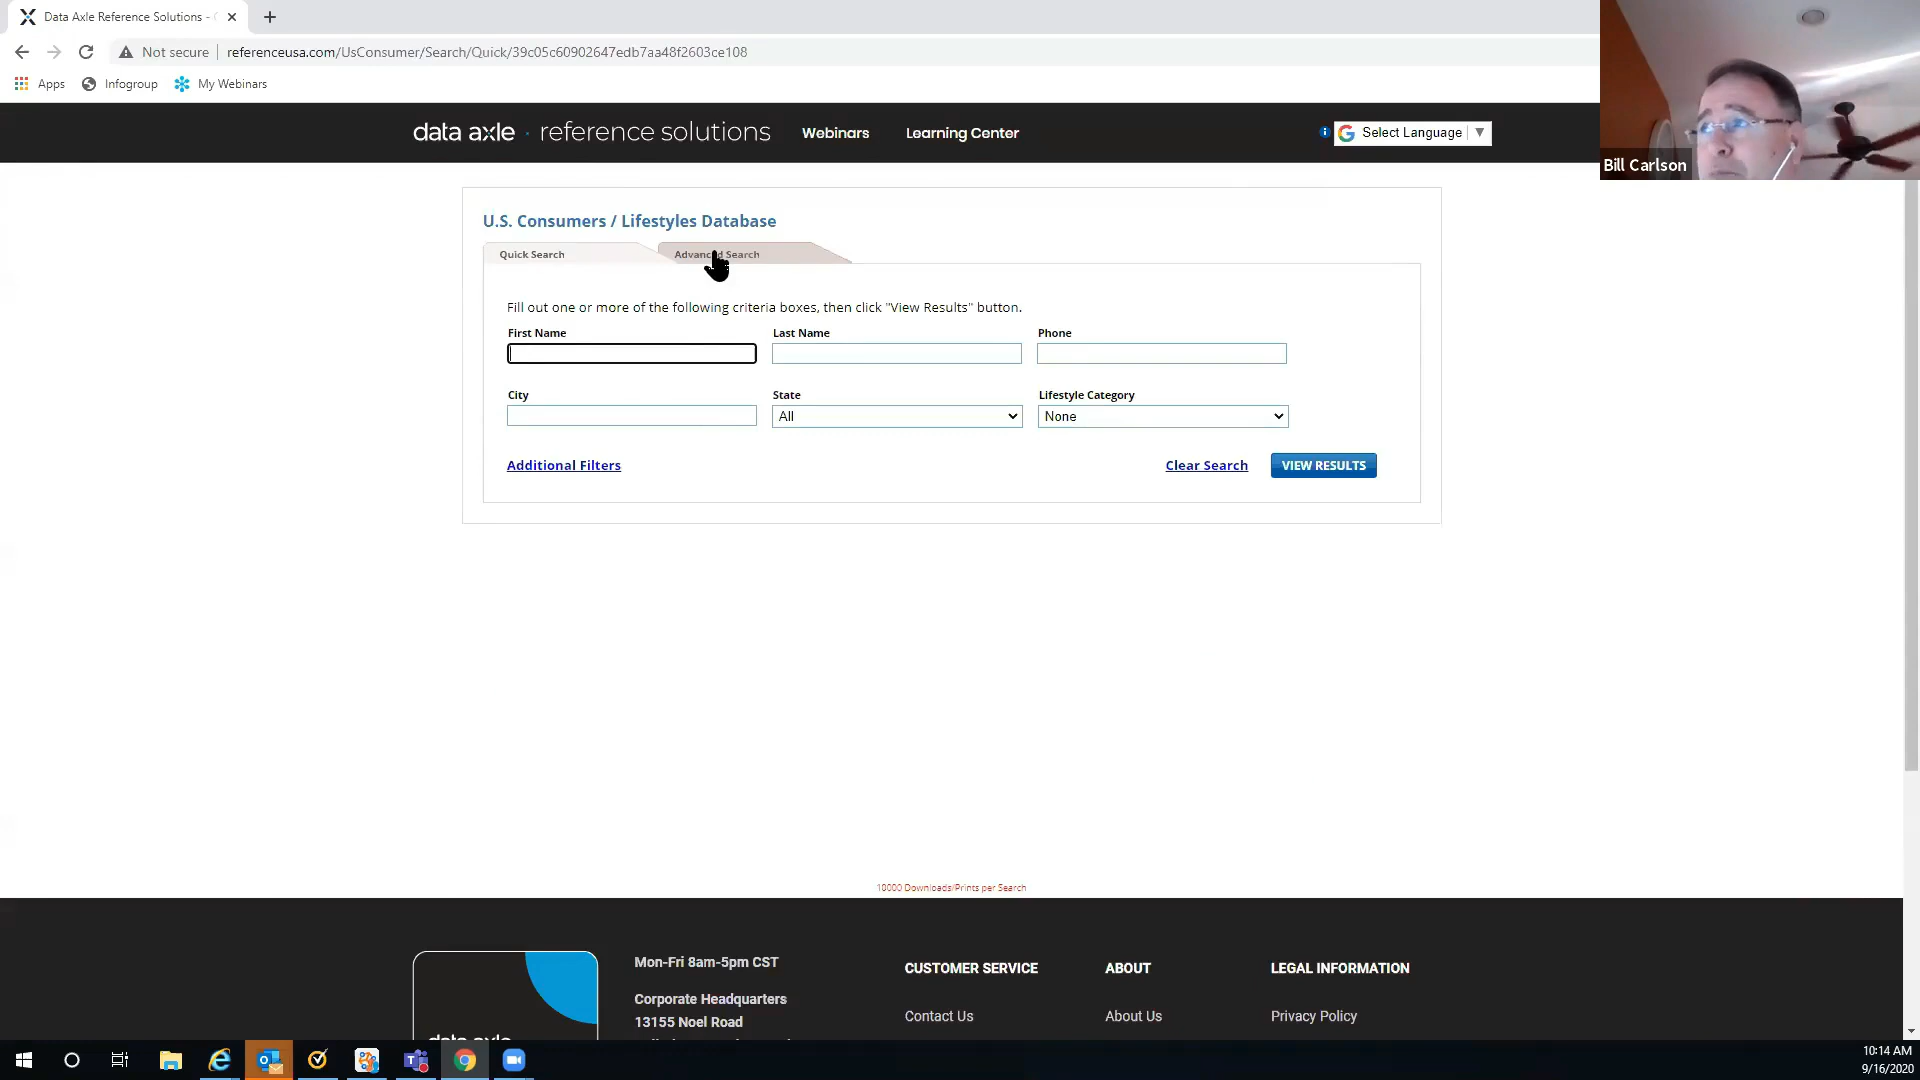 Data Axle Reference Solutions -
Not secure
referenceusa.com/UsConsumer/Search/Quick/39c05c60902647edb7aa48f2603ce108
Apps
Infogroup
My Webinars
data axle · reference solutions
Webinars
Learning Center
Select Language
Bill Carlson
U.S. Consumers / Lifestyles Database
Quick Search
Advanced Search
Fill out one or more of the following criteria boxes, then click "View Results" button.
First Name
Last Name
Phone
City
State
Lifestyle Category
All
None
Additional Filters
Clear Search
VIEW RESULTS
10000 Downloads/Prints per Search
Mon-Fri 8am-5pm CST
CUSTOMER SERVICE
ABOUT
LEGAL INFORMATION
Corporate Headquarters
13155 Noel Road
Contact Us
About Us
Privacy Policy
10:14 AM
9/16/2020